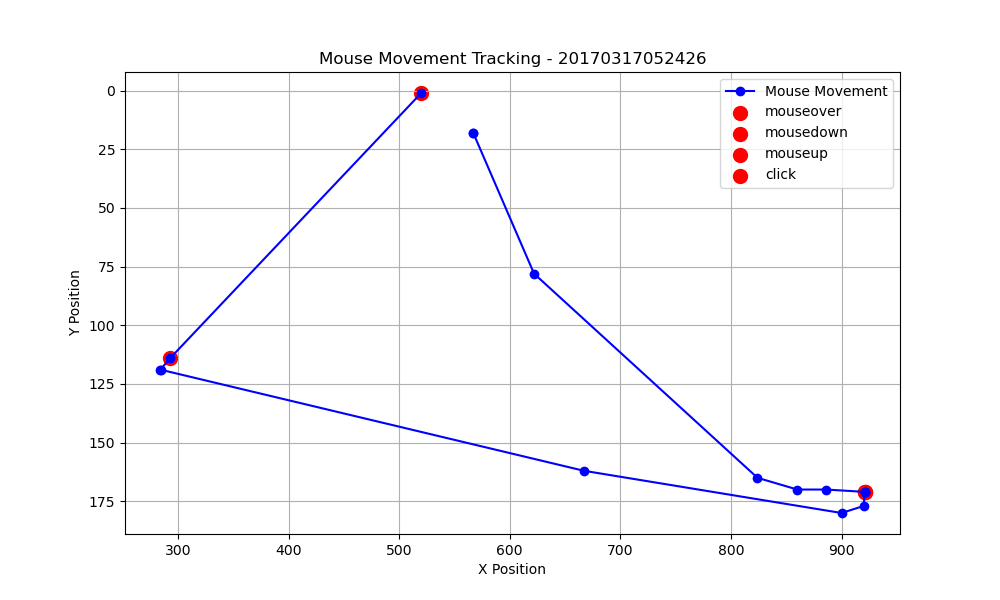 Mouse Movement Tracking - 20170317052426
Mouse Movement
mouseover
mousedown
mouseup
click
0
25
50
75
100
125
150
175
Y Position
300 400 500 600 700 800 900
X Position